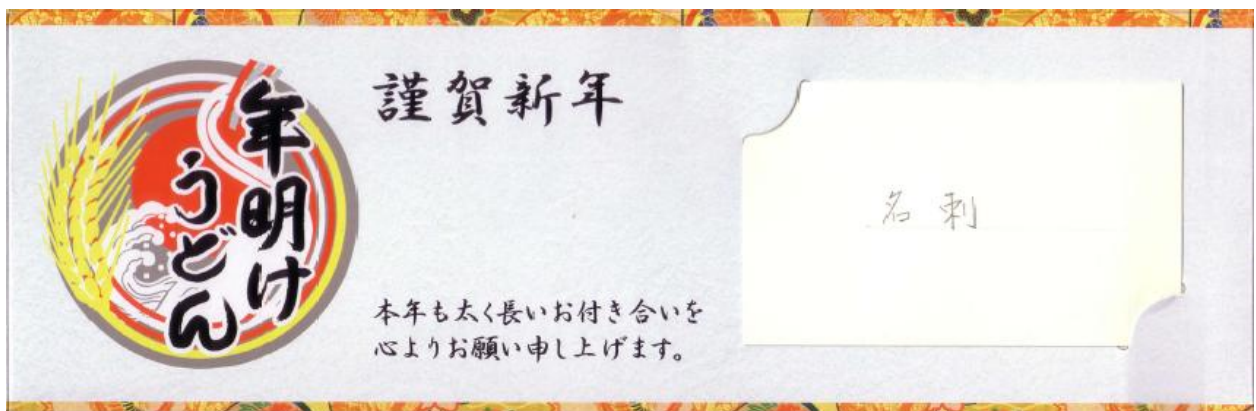 年明け
うどん
謹賀新年
本年も太く長いお付き合いを
心よりお願い申し上げます。
名刺